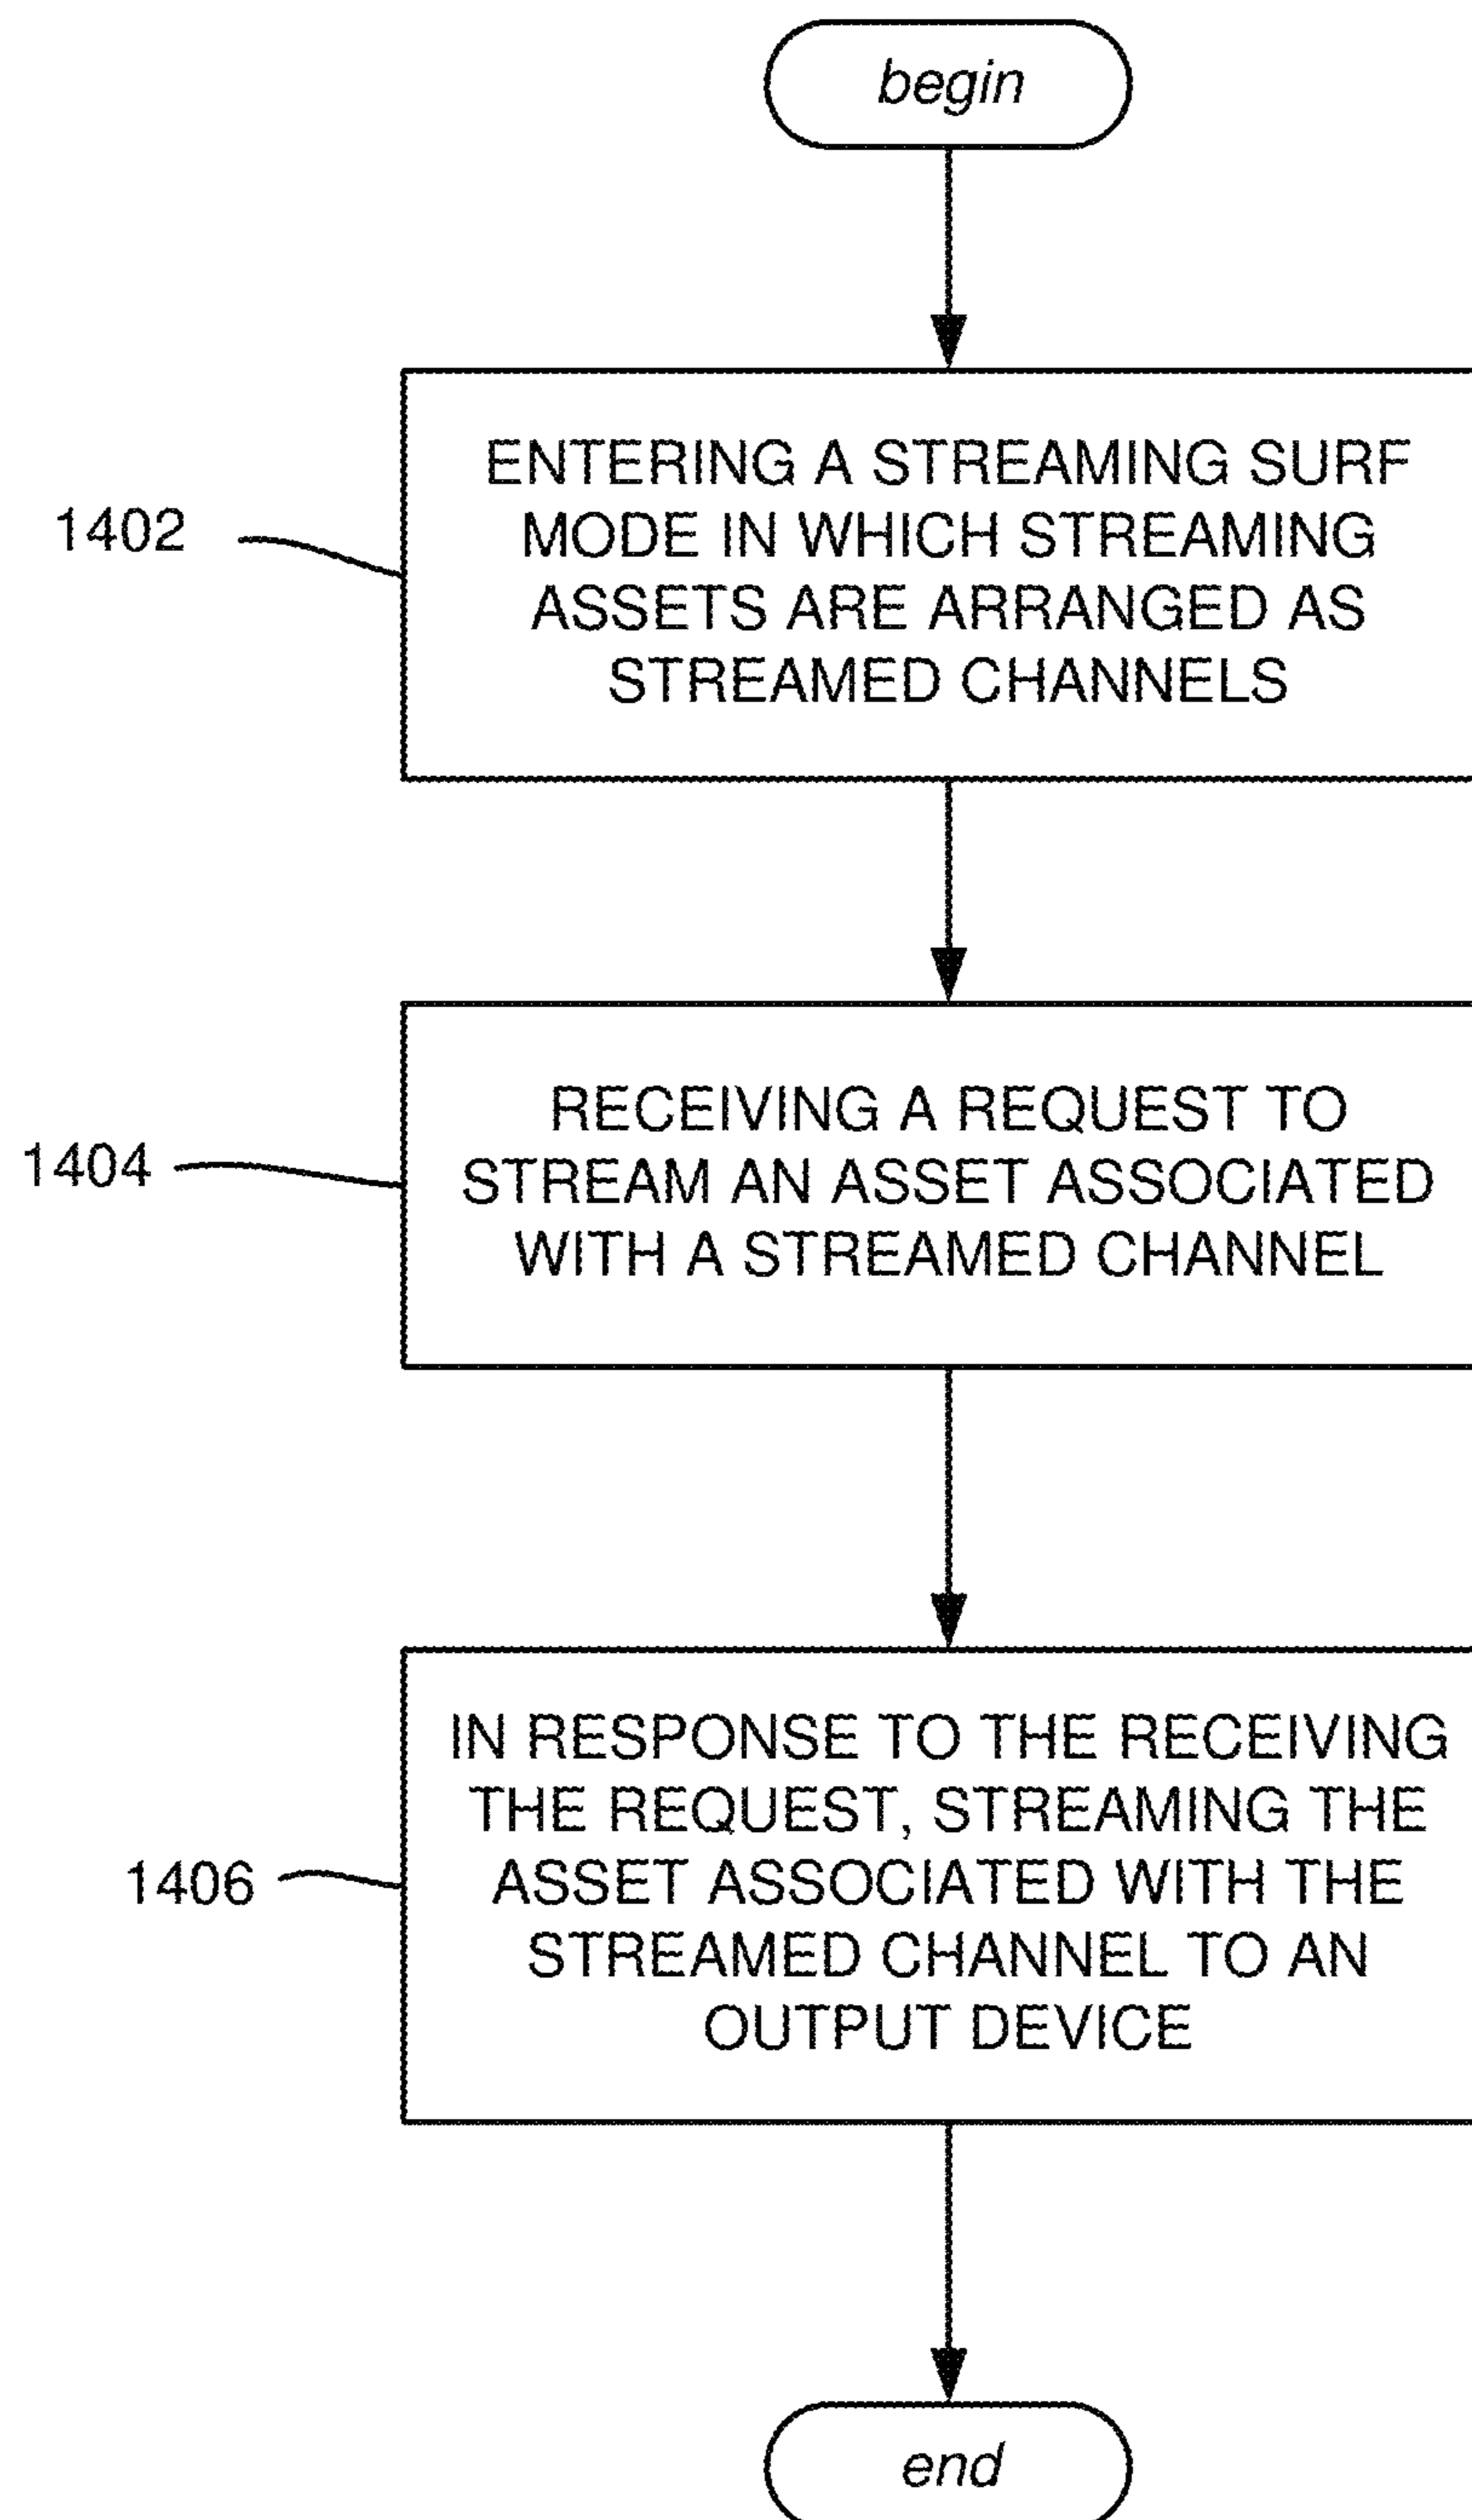 begin
1402
ENTERING A STREAMING SURF
MODE IN WHICH STREAMING
ASSETS ARE ARRANGED AS
STREAMED CHANNELS
1404
RECEIVING A REQUEST TO
STREAM AN ASSET ASSOCIATED
WITH A STREAMED CHANNEL
1406
IN RESPONSE TO THE RECEIVING
THE REQUEST, STREAMING THE
ASSET ASSOCIATED WITH THE
STREAMED CHANNEL TO AN
OUTPUT DEVICE
end